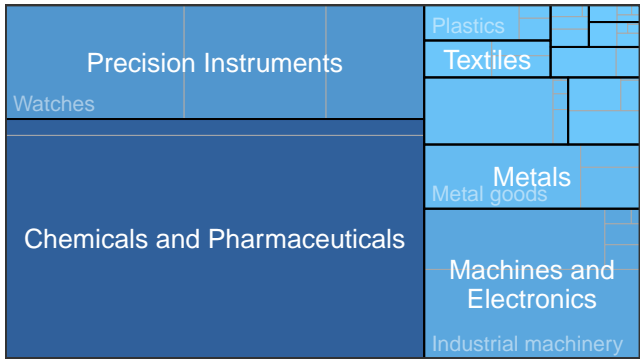 Precision Instruments
Watches
Chemicals and Pharmaceuticals
Plastics
Textiles
Metals
Metal goods
Machines and
Electronics
Industrial machinery